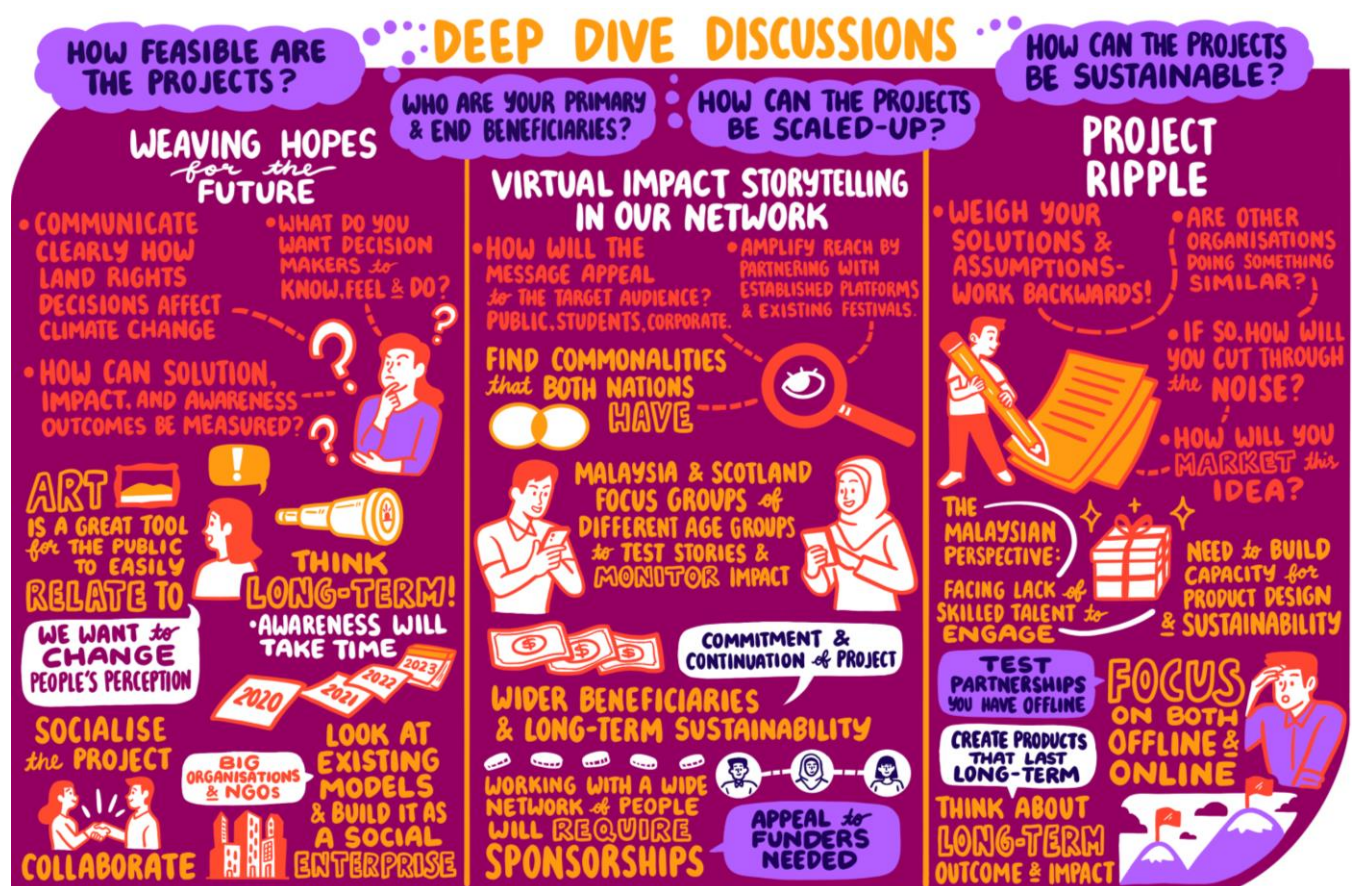 DEEP DIVE DISCUSSIONS
HOW FEASIBLE ARE
THE PROJECTS?
WHO ARE YOUR PRIMARY
& END BENEFICIARIES?
HOW CAN THE PROJECTS
BE SCALED-UP?
HOW CAN THE PROJECTS
BE SUSTAINABLE?
WEAVING HOPES
for the
FUTURE
• COMMUNICATE
CLEARLY HOW
LAND RIGHTS
DECISIONS AFFECT
CLIMATE CHANGE
• WHAT DO YOU
WANT DECISION
MAKERS to
KNOW, FEEL & DO?
• HOW CAN SOLUTION,
IMPACT, AND AWARENESS
OUTCOMES BE MEASURED?
?
?
?
!
ART
IS A GREAT TOOL
for THE PUBLIC
TO EASILY
RELATE TO
WE WANT to
CHANGE
PEOPLE'S PERCEPTION
THINK
LONG-TERM!
• AWARENESS WILL
TAKE TIME
2020
2021
2022
2023
SOCIALISE
the PROJECT
COLLABORATE
BIG
ORGANISATIONS
& NGOs
LOOK AT
EXISTING
MODELS
& BUILD IT AS
A SOCIAL
ENTERPRISE
VIRTUAL IMPACT STORYTELLING
IN OUR NETWORK
• HOW WILL THE
MESSAGE APPEAL
to THE TARGET AUDIENCE?
PUBLIC, STUDENTS, CORPORATE.
• AMPLIFY REACH BY
PARTNERING WITH
ESTABLISHED PLATFORMS
& EXISTING FESTIVALS.
FIND COMMONALITIES
that BOTH NATIONS
HAVE
MALAYSIA & SCOTLAND
FOCUS GROUPS of
DIFFERENT AGE GROUPS
to TEST STORIES &
MONITOR IMPACT
$
$
$
COMMITMENT &
CONTINUATION of PROJECT
WIDER BENEFICIARIES
& LONG-TERM SUSTAINABILITY
WORKING WITH A WIDE
NETWORK of PEOPLE
WILL REQUIRE
SPONSORSHIPS
APPEAL to
FUNDERS
NEEDED
PROJECT
RIPPLE
• WEIGH YOUR
SOLUTIONS &
ASSUMPTIONS-
WORK BACKWARDS!
• ARE OTHER
ORGANISATIONS
DOING SOMETHING
SIMILAR?
• IF SO, HOW WILL
YOU CUT THROUGH
the NOISE?
• HOW WILL YOU
MARKET this
IDEA?
THE
MALAYSIAN
PERSPECTIVE:
FACING LACK of
SKILLED TALENT to
ENGAGE
NEED to BUILD
CAPACITY for
PRODUCT DESIGN
& SUSTAINABILITY
TEST
PARTNERSHIPS
YOU HAVE OFFLINE
FOCUS
ON BOTH
OFFLINE &
ONLINE
CREATE PRODUCTS
THAT LAST
LONG-TERM
THINK ABOUT
LONG-TERM
OUTCOME & IMPACT